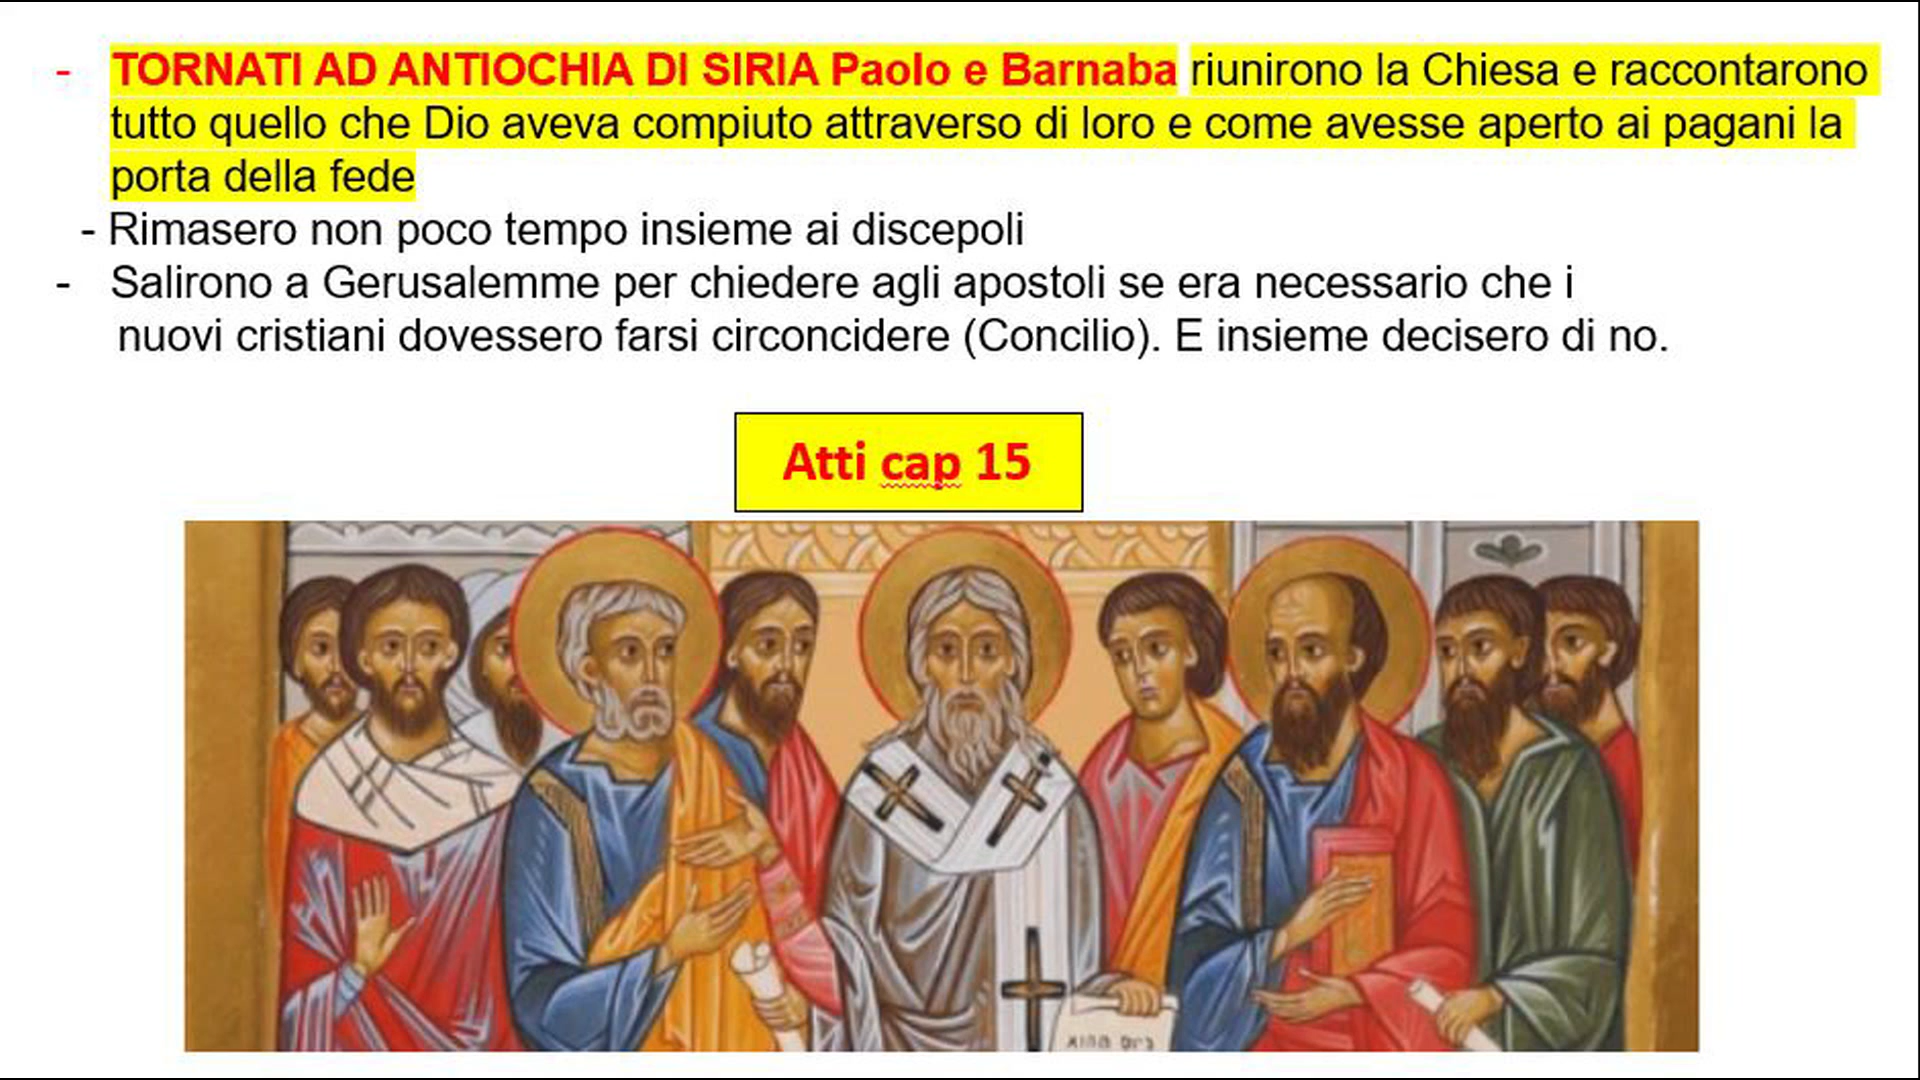 - TORNATI AD ANTIOCHIA DI SIRIA Paolo e Barnaba riunirono la Chiesa e raccontarono
tutto quello che Dio aveva compiuto attraverso di loro e come avesse aperto ai pagani la
porta della fede
- Rimasero non poco tempo insieme ai discepoli
- Salirono a Gerusalemme per chiedere agli apostoli se era necessario che i
nuovi cristiani dovessero farsi circoncidere (Concilio). E insieme decisero di no.
Atti cap 15